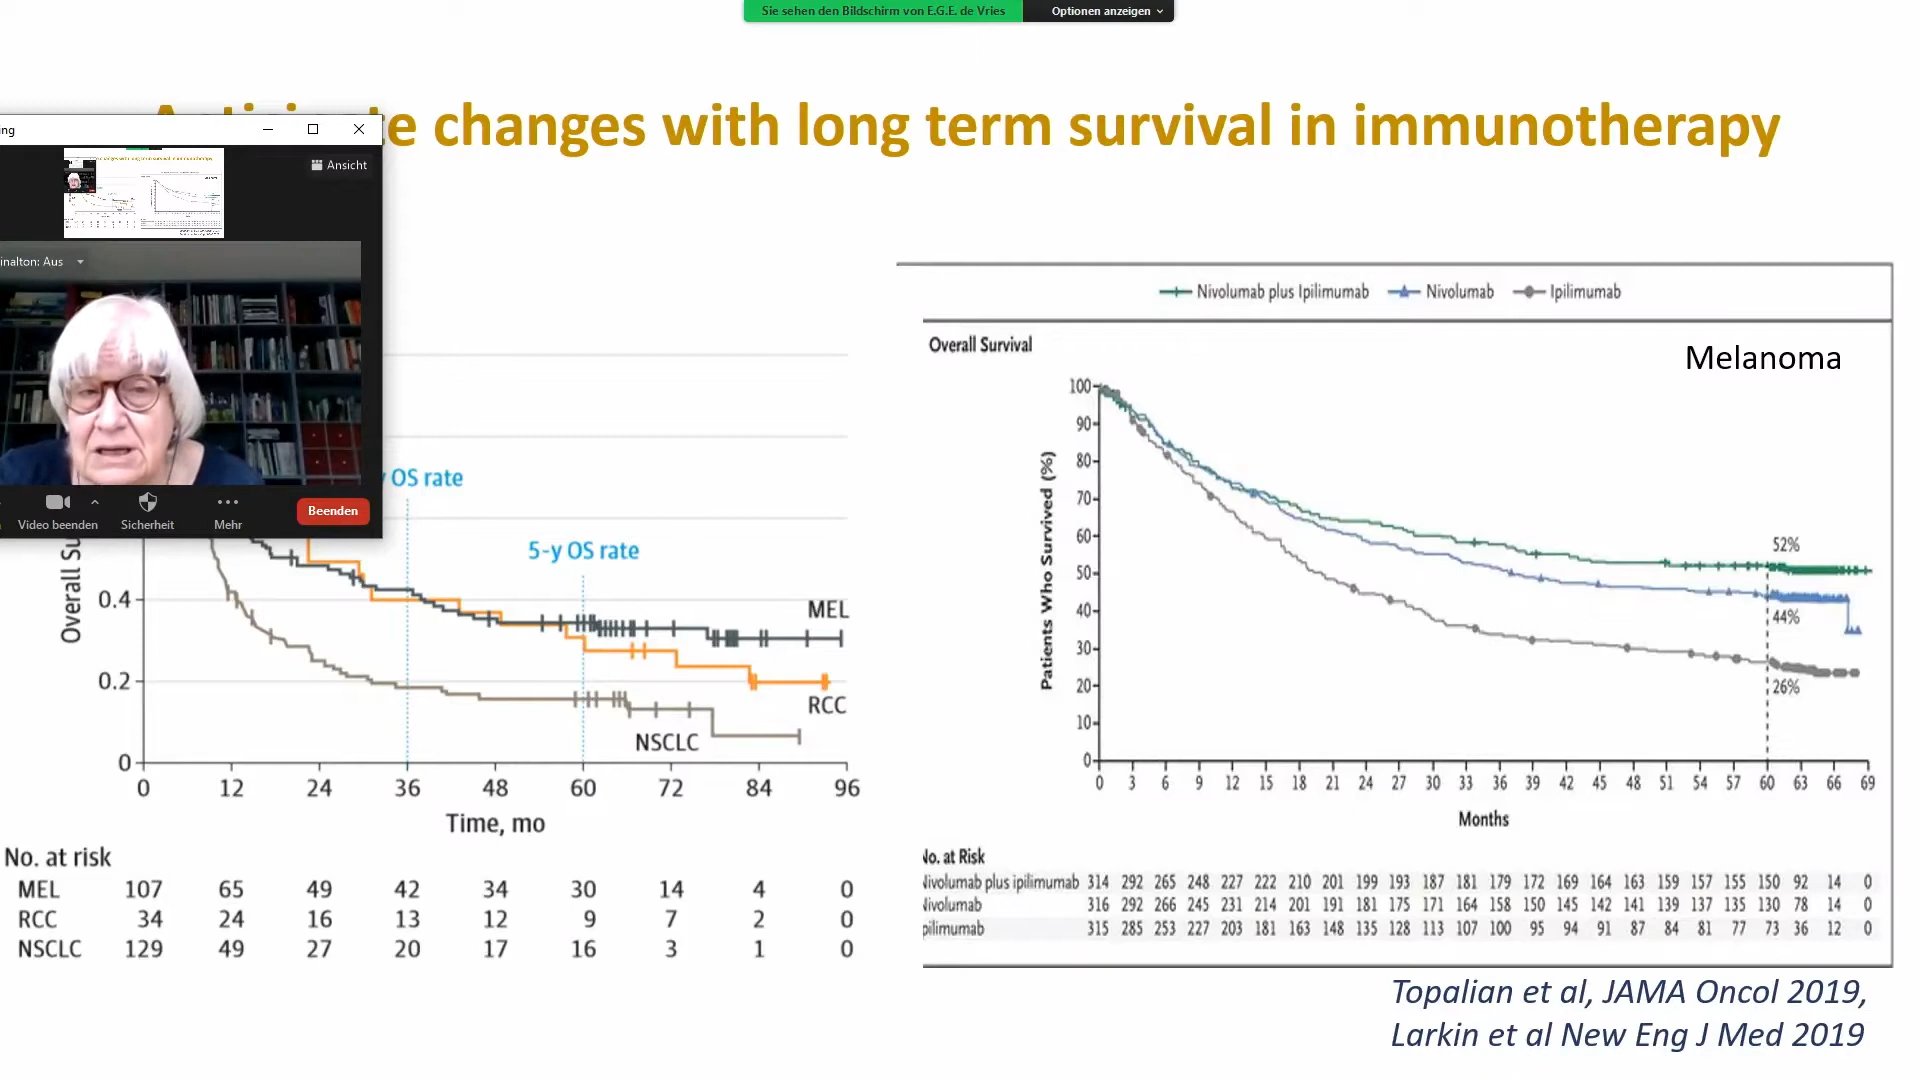 Sie sehen den Bildschirm von E.G.E. de Vries
Optionen anzeigen
changes with long term survival in immunotherapy
Ansicht
Video beenden
Sicherheit
Mehr
Beenden
OS rate
5-y OS rate
0.4
0.2
0
MEL
RCC
NSCLC
0 12 24 36 48 60 72 84 96
Time, mo
No. at risk
MEL 107 65 49 42 34 30 14 4 0
RCC 34 24 16 13 12 9 7 2 0
NSCLC 129 49 27 20 17 16 3 1 0
Nivolumab plus Ipilimumab Nivolumab Ipilimumab
Overall Survival
Melanoma
Patients Who Survived (%)
100
90
80
70
60
50
40
30
20
10
0
52%
44%
26%
0 3 6 9 12 15 18 21 24 27 30 33 36 39 42 45 48 51 54 57 60 63 66 69
Months
No. at Risk
Nivolumab plus ipilimumab 314 292 265 248 227 222 210 201 199 193 187 181 179 172 169 164 163 159 157 155 150 92 14 0
Nivolumab 316 292 266 245 231 214 201 191 181 175 171 164 158 150 145 142 141 139 137 135 130 78 14 0
pilimumab 315 285 253 227 203 181 163 148 135 128 113 107 100 95 94 91 87 84 81 77 73 36 12 0
Topalian et al, JAMA Oncol 2019,
Larkin et al New Eng J Med 2019